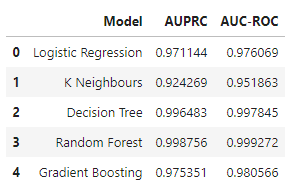 Model AUPRC AUC-ROC
0 Logistic Regression 0.971144 0.976069
1 K Neighbours 0.924269 0.951863
2 Decision Tree 0.996483 0.997845
3 Random Forest 0.998756 0.999272
4 Gradient Boosting 0.975351 0.980566